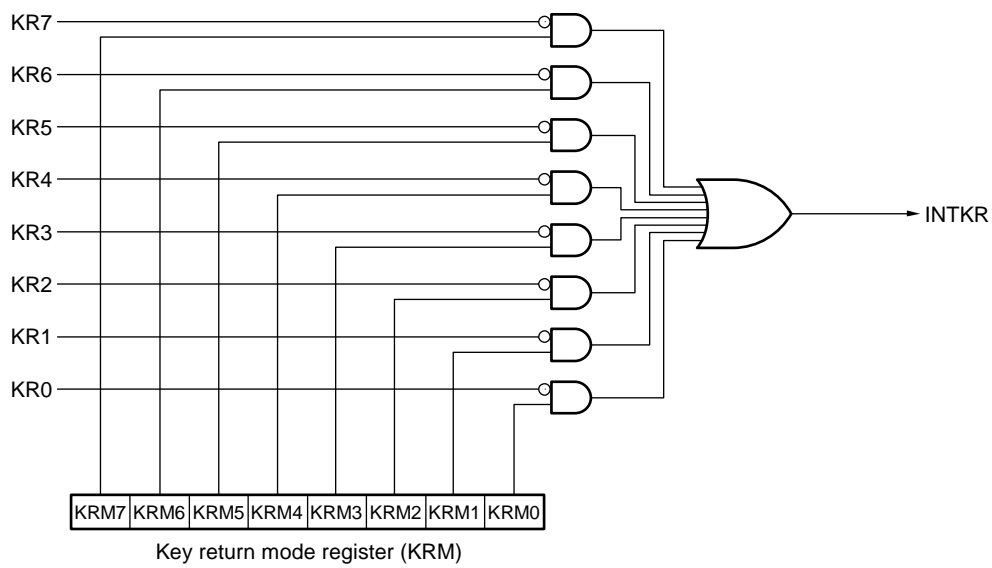 KR7
KR6
KR5
KR4
KR3
KR2
KR1
KR0
INTKR
KRM7 KRM6 KRM5 KRM4 KRM3 KRM2 KRM1 KRM0
Key return mode register (KRM)